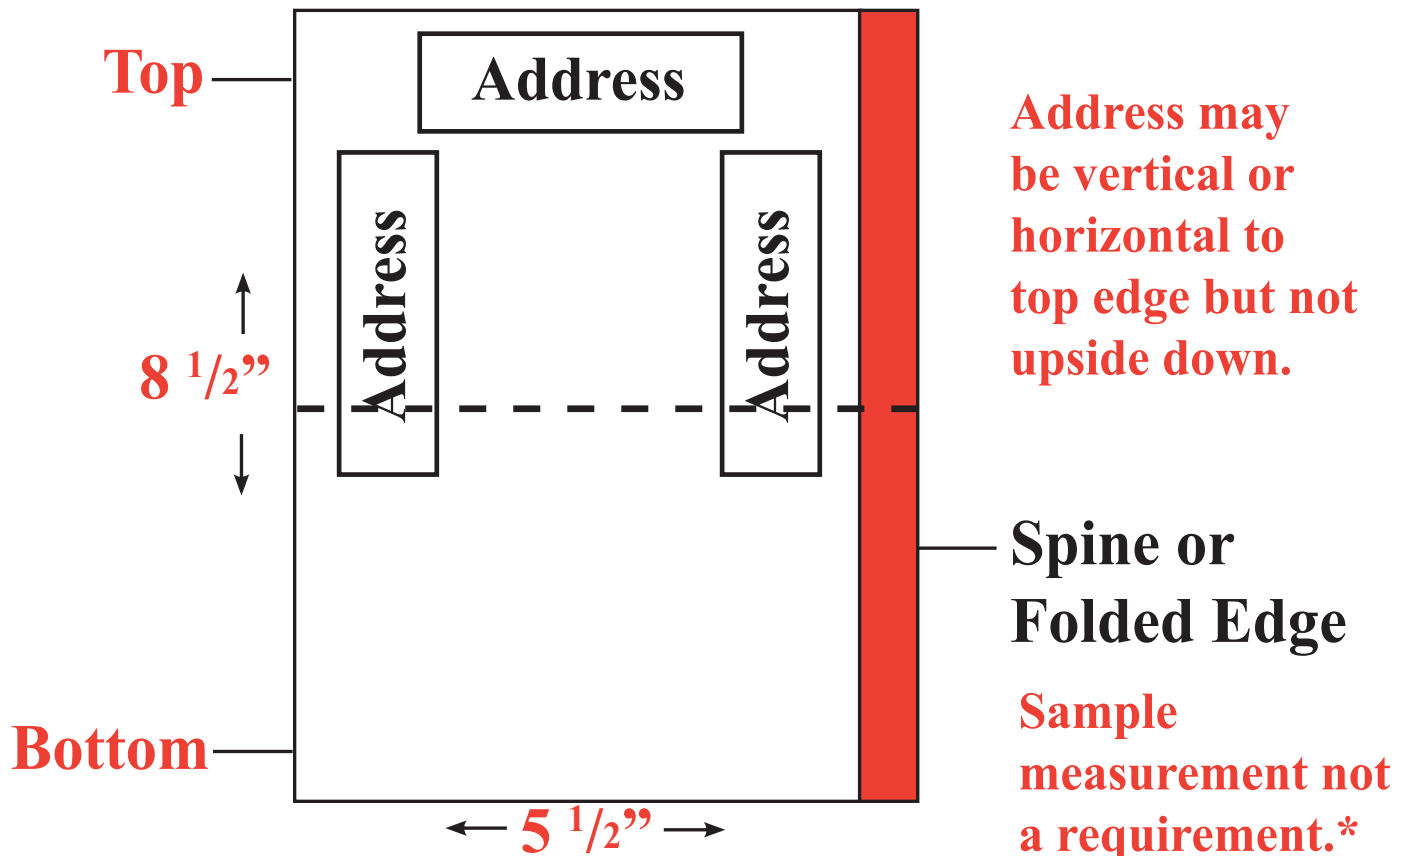 Top
Address
Address may
be vertical or
horizontal to
top edge but not
upside down.
Address
Address
8 1/2”
Spine or
Folded Edge
Bottom
Sample
measurement not
a requirement.*
5 1/2”